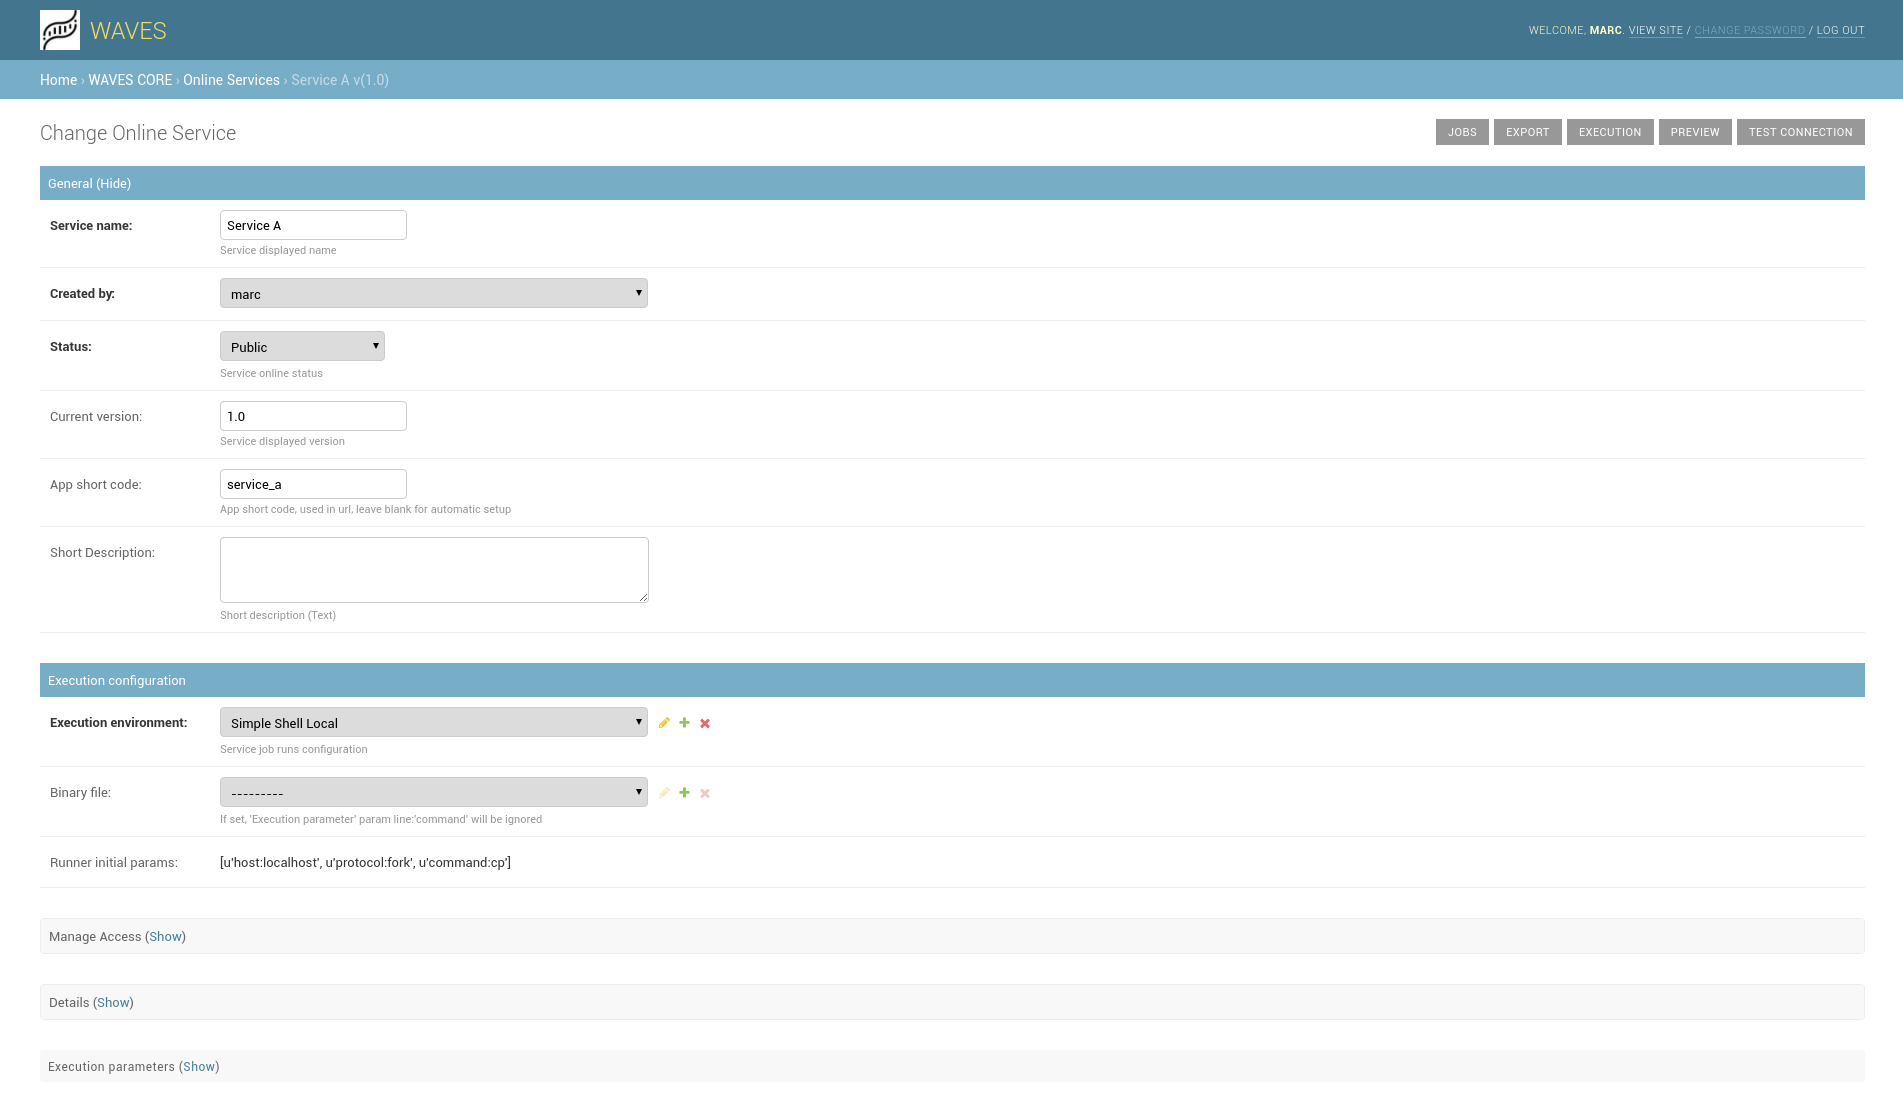 WAVES
WELCOME, MARC. VIEW SITE / CHANGE PASSWORD / LOG OUT
Home › WAVES CORE › Online Services › Service A v(1.0)
Change Online Service
JOBS EXPORT EXECUTION PREVIEW TEST CONNECTION
General (Hide)
Service name: Service A
Service displayed name
Created by: marc
Status: Public
Service online status
Current version: 1.0
Service displayed version
App short code: service_a
App short code, used in url, leave blank for automatic setup
Short Description:
Short description (Text)
Execution configuration
Execution environment: Simple Shell Local
Service job runs configuration
Binary file: ---------
If set, 'Execution parameter' param line:'command' will be ignored
Runner initial params: [u'host:localhost', u'protocol:fork', u'command:cp']
Manage Access (Show)
Details (Show)
Execution parameters (Show)